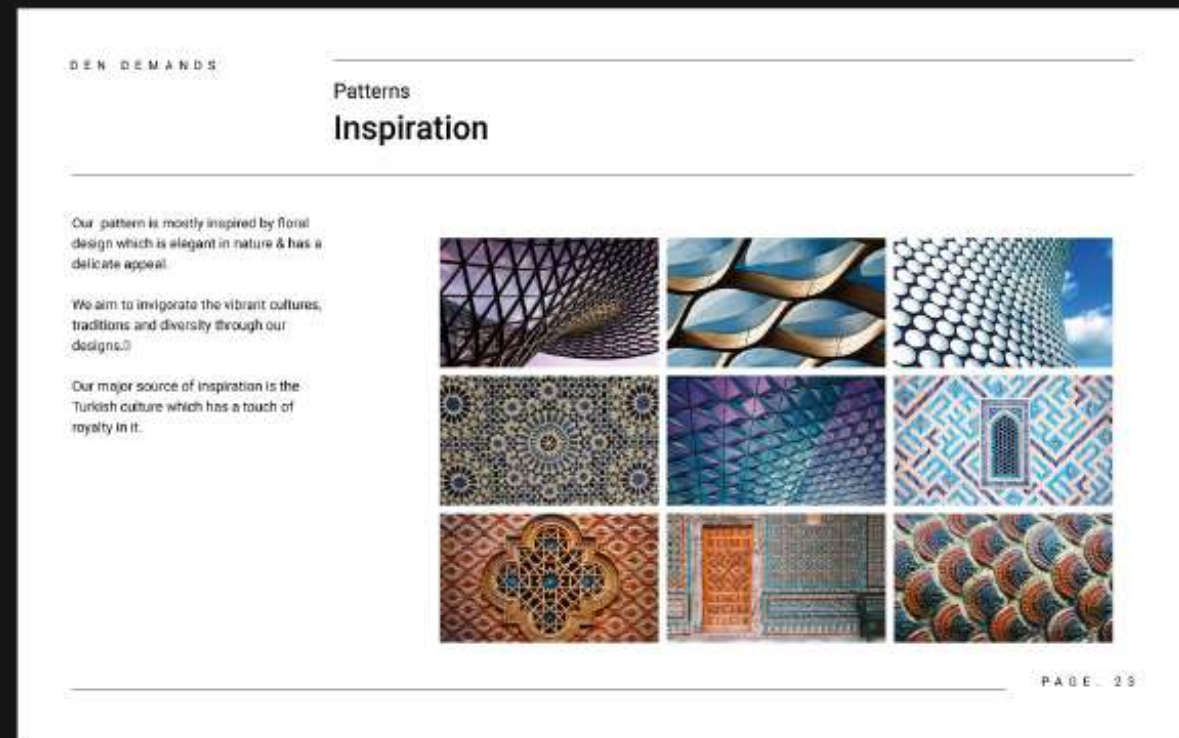 DEN DEMANDS
Patterns
Inspiration
Our pattern is mostly inspired by floral
design which is elegant in nature & has a
delicate appeal.
We aim to invigorate the vibrant cultures,
traditions and diversity through our
designs.
Our major source of inspiration is the
Turkish culture which has a touch of
royalty in it.
PAGE. 23